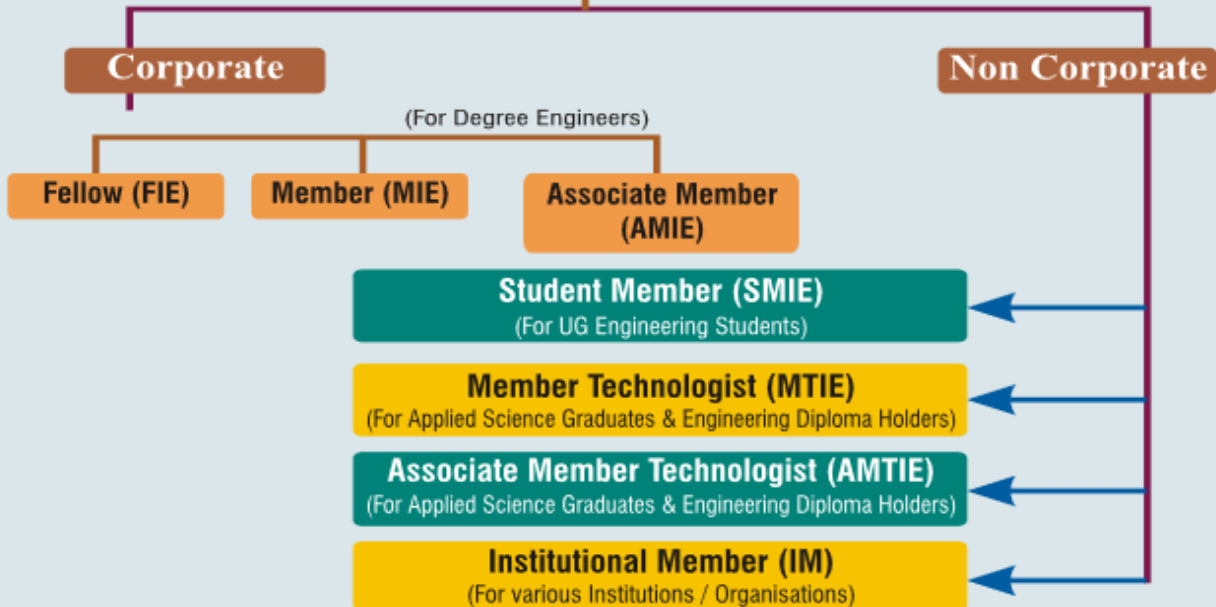 Corporate
Non Corporate
(For Degree Engineers)
Fellow (FIE)
Member (MIE)
Associate Member
(AMIE)
Student Member (SMIE)
(For UG Engineering Students)
Member Technologist (MTIE)
(For Applied Science Graduates & Engineering Diploma Holders)
Associate Member Technologist (AMTIE)
(For Applied Science Graduates & Engineering Diploma Holders)
Institutional Member (IM)
(For various Institutions / Organisations)